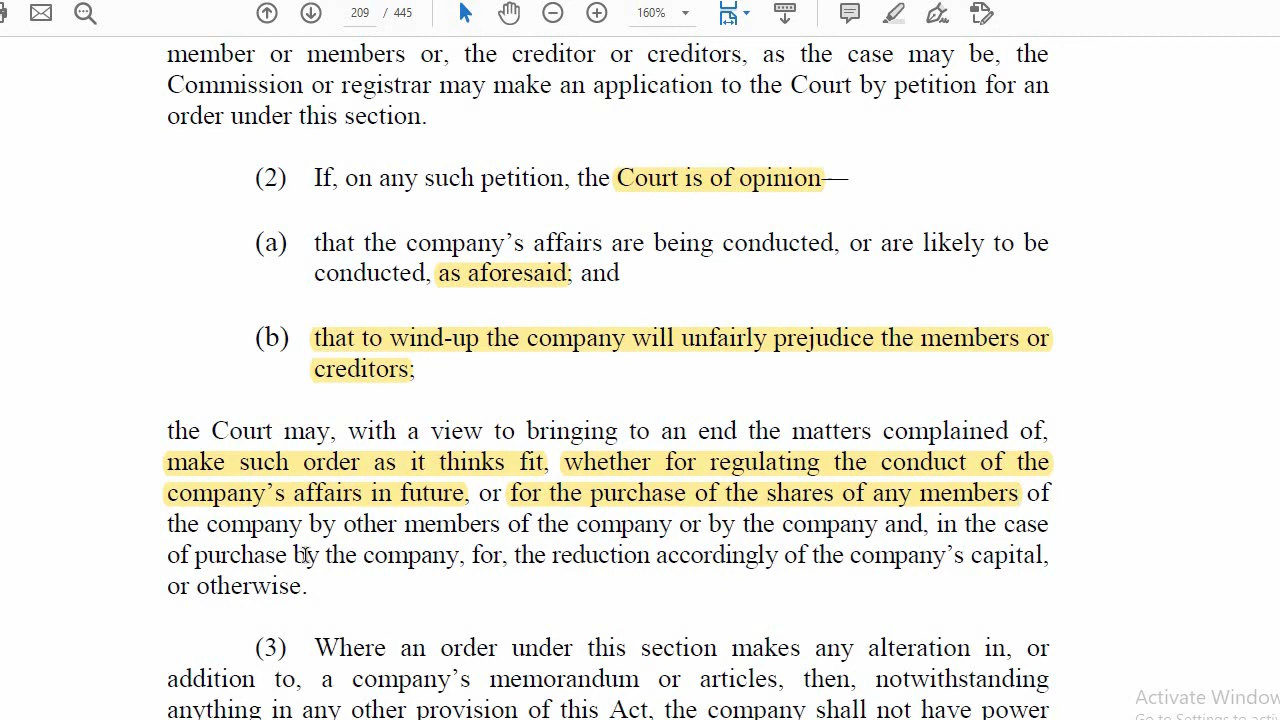 209 / 445 160%
member or members or, the creditor or creditors, as the case may be, the
Commission or registrar may make an application to the Court by petition for an
order under this section.
(2) If, on any such petition, the Court is of opinion—
(a) that the company’s affairs are being conducted, or are likely to be
conducted, as aforesaid; and
(b) that to wind-up the company will unfairly prejudice the members or
creditors;
the Court may, with a view to bringing to an end the matters complained of,
make such order as it thinks fit, whether for regulating the conduct of the
company’s affairs in future, or for the purchase of the shares of any members of
the company by other members of the company or by the company and, in the case
of purchase by the company, for, the reduction accordingly of the company’s capital,
or otherwise.
(3) Where an order under this section makes any alteration in, or
addition to, a company’s memorandum or articles, then, notwithstanding
anything in any other provision of this Act, the company shall not have power
Activate Window
Go to Settings to acti